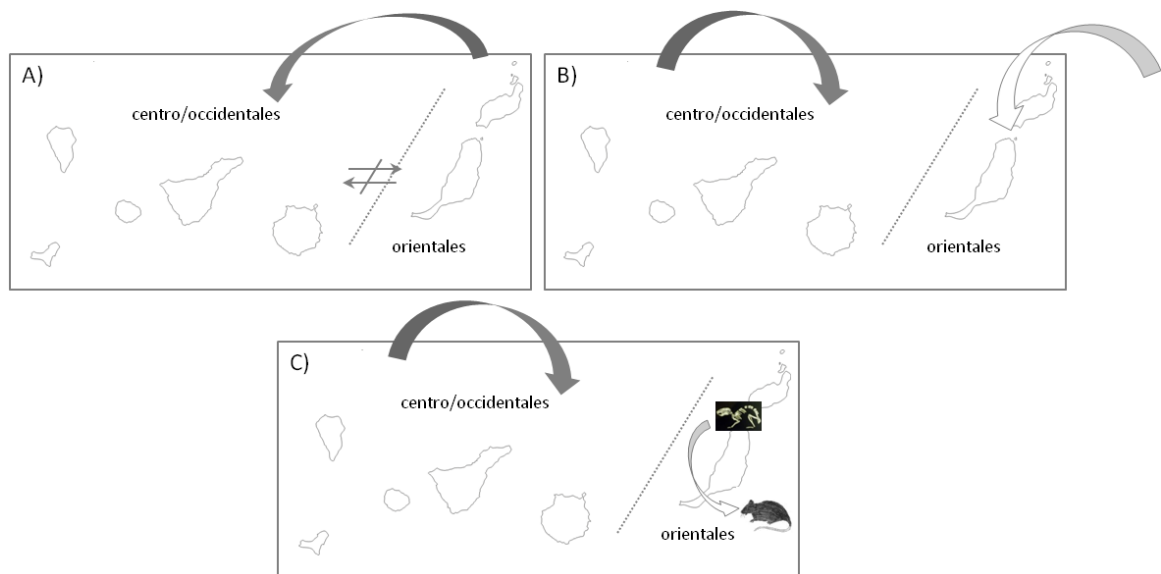 A)
centro/occidentales
orientales
B)
centro/occidentales
orientales
C)
centro/occidentales
orientales